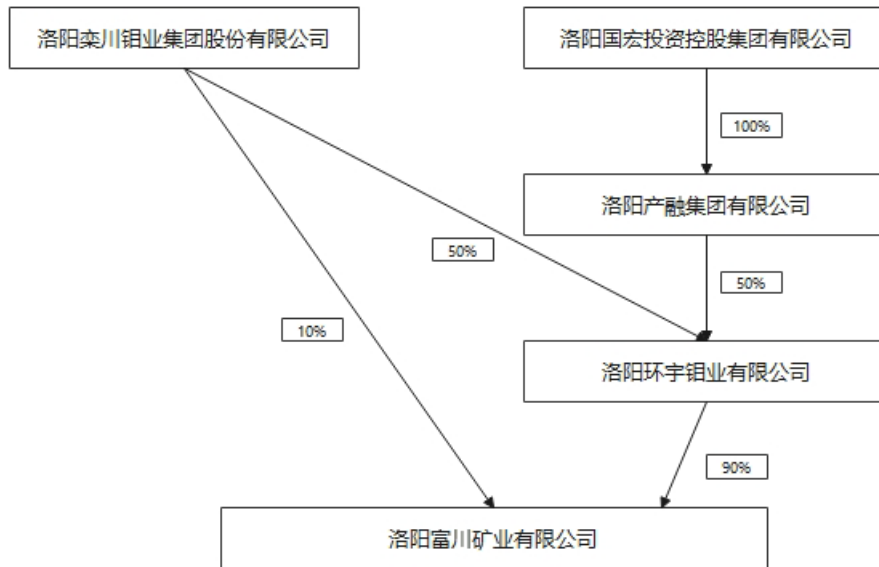 洛阳栾川钼业集团股份有限公司
洛阳国宏投资控股集团有限公司
100%
洛阳产融集团有限公司
50%
50%
10%
洛阳环宇钼业有限公司
90%
洛阳富川矿业有限公司